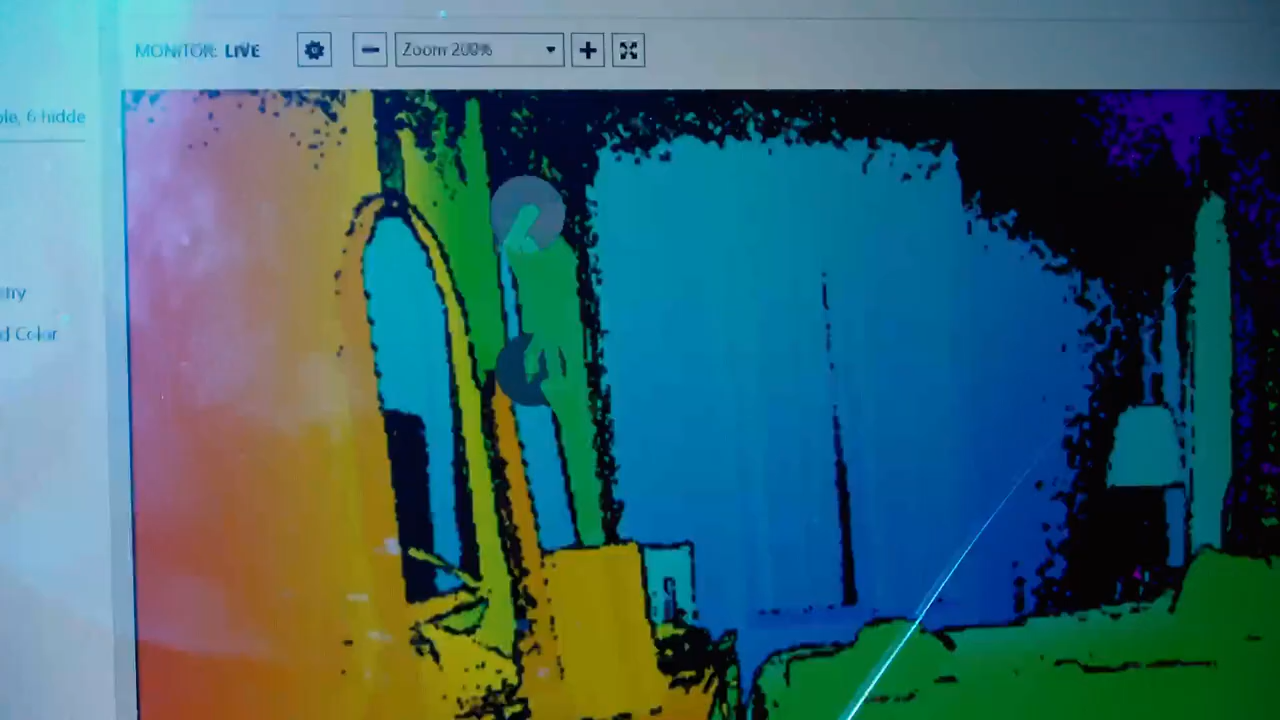 MONITOR: LIVE
Zoom 200%
ple, 6 hidde
try
d Color